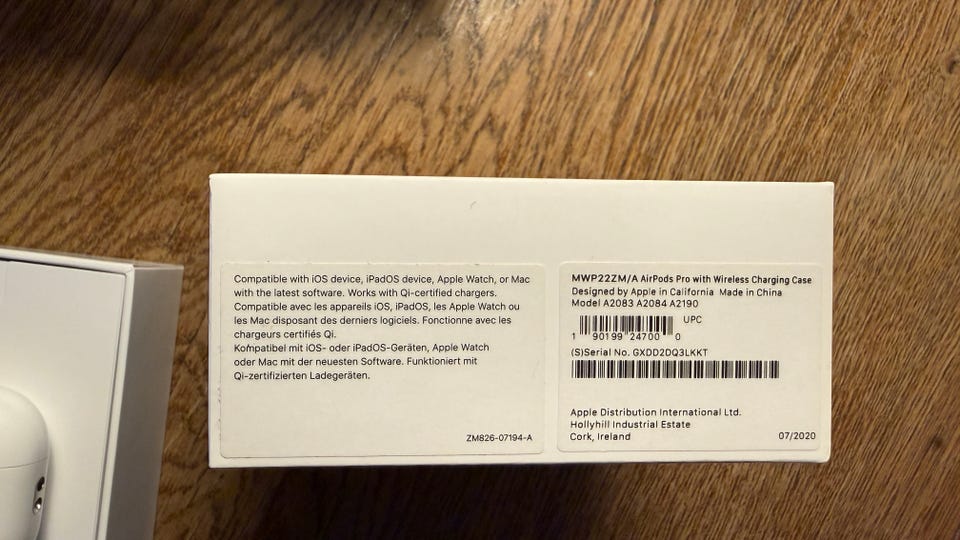 Compatible with iOS device, iPadOS device, Apple Watch, or Mac
with the latest software. Works with Qi-certified chargers.
Compatible avec les appareils iOS, iPadOS, les Apple Watch ou
les Mac disposant des derniers logiciels. Fonctionne avec les
chargeurs certifiés Qi.
Kompatibel mit iOS- oder iPadOS-Geräten, Apple Watch
oder Mac mit der neuesten Software. Funktioniert mit
Qi-zertifizierten Ladegeräten.
ZM826-07194-A
MWP22ZM/A AirPods Pro with Wireless Charging Case
Designed by Apple in California Made in China
Model A2083 A2084 A2190
UPC
1 90199 24700 0
(S)Serial No. GXDD2DQ3LKKT
Apple Distribution International Ltd.
Hollyhill Industrial Estate
Cork, Ireland
07/2020